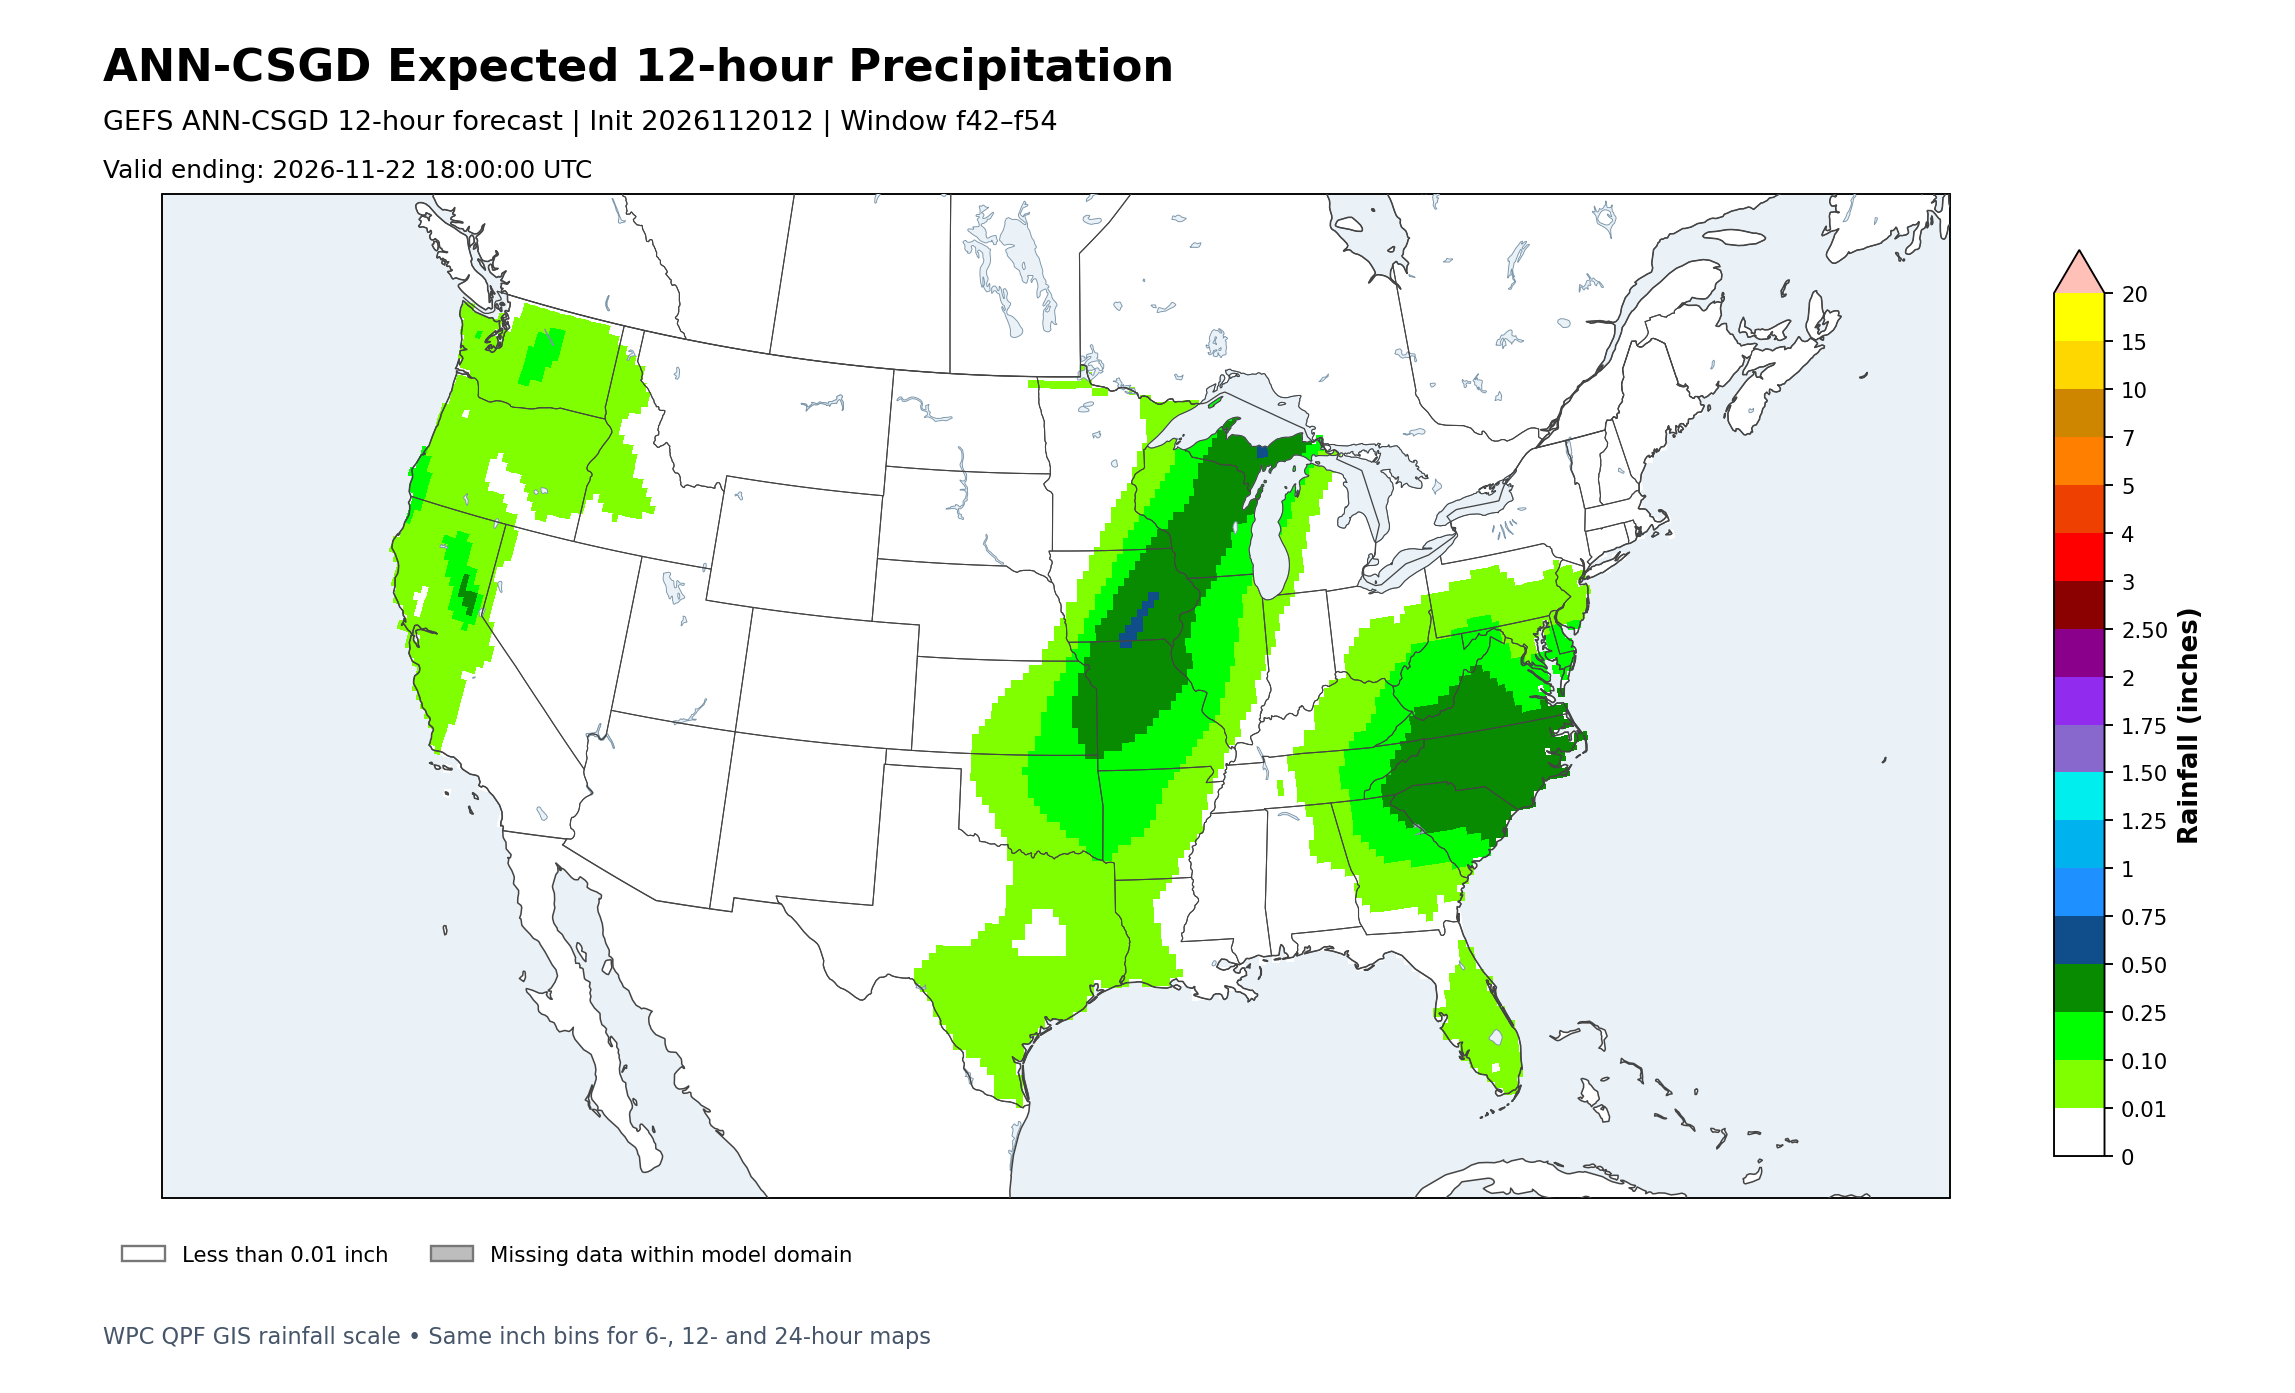 ANN-CSGD Expected 12-hour Precipitation
GEFS ANN-CSGD 12-hour forecast | Init 2026112012 | Window f42–f54
Valid ending: 2026-11-22 18:00:00 UTC
20
15
10
7
5
4
3
2.50
2
1.75
1.50
1.25
1
0.75
0.50
0.25
0.10
0.01
0
Rainfall (inches)
Less than 0.01 inch
Missing data within model domain
WPC QPF GIS rainfall scale • Same inch bins for 6-, 12- and 24-hour maps